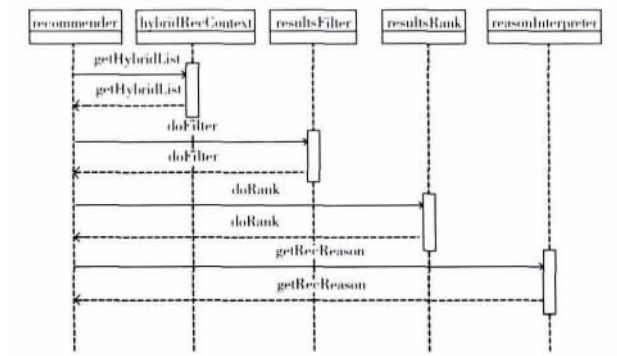 recommender hybridRecContext resultsFilter resultsRank reasonInterpreter
getHybridList
getHybridList
doFilter
doFilter
doRank
doRank
getRecReason
getRecReason